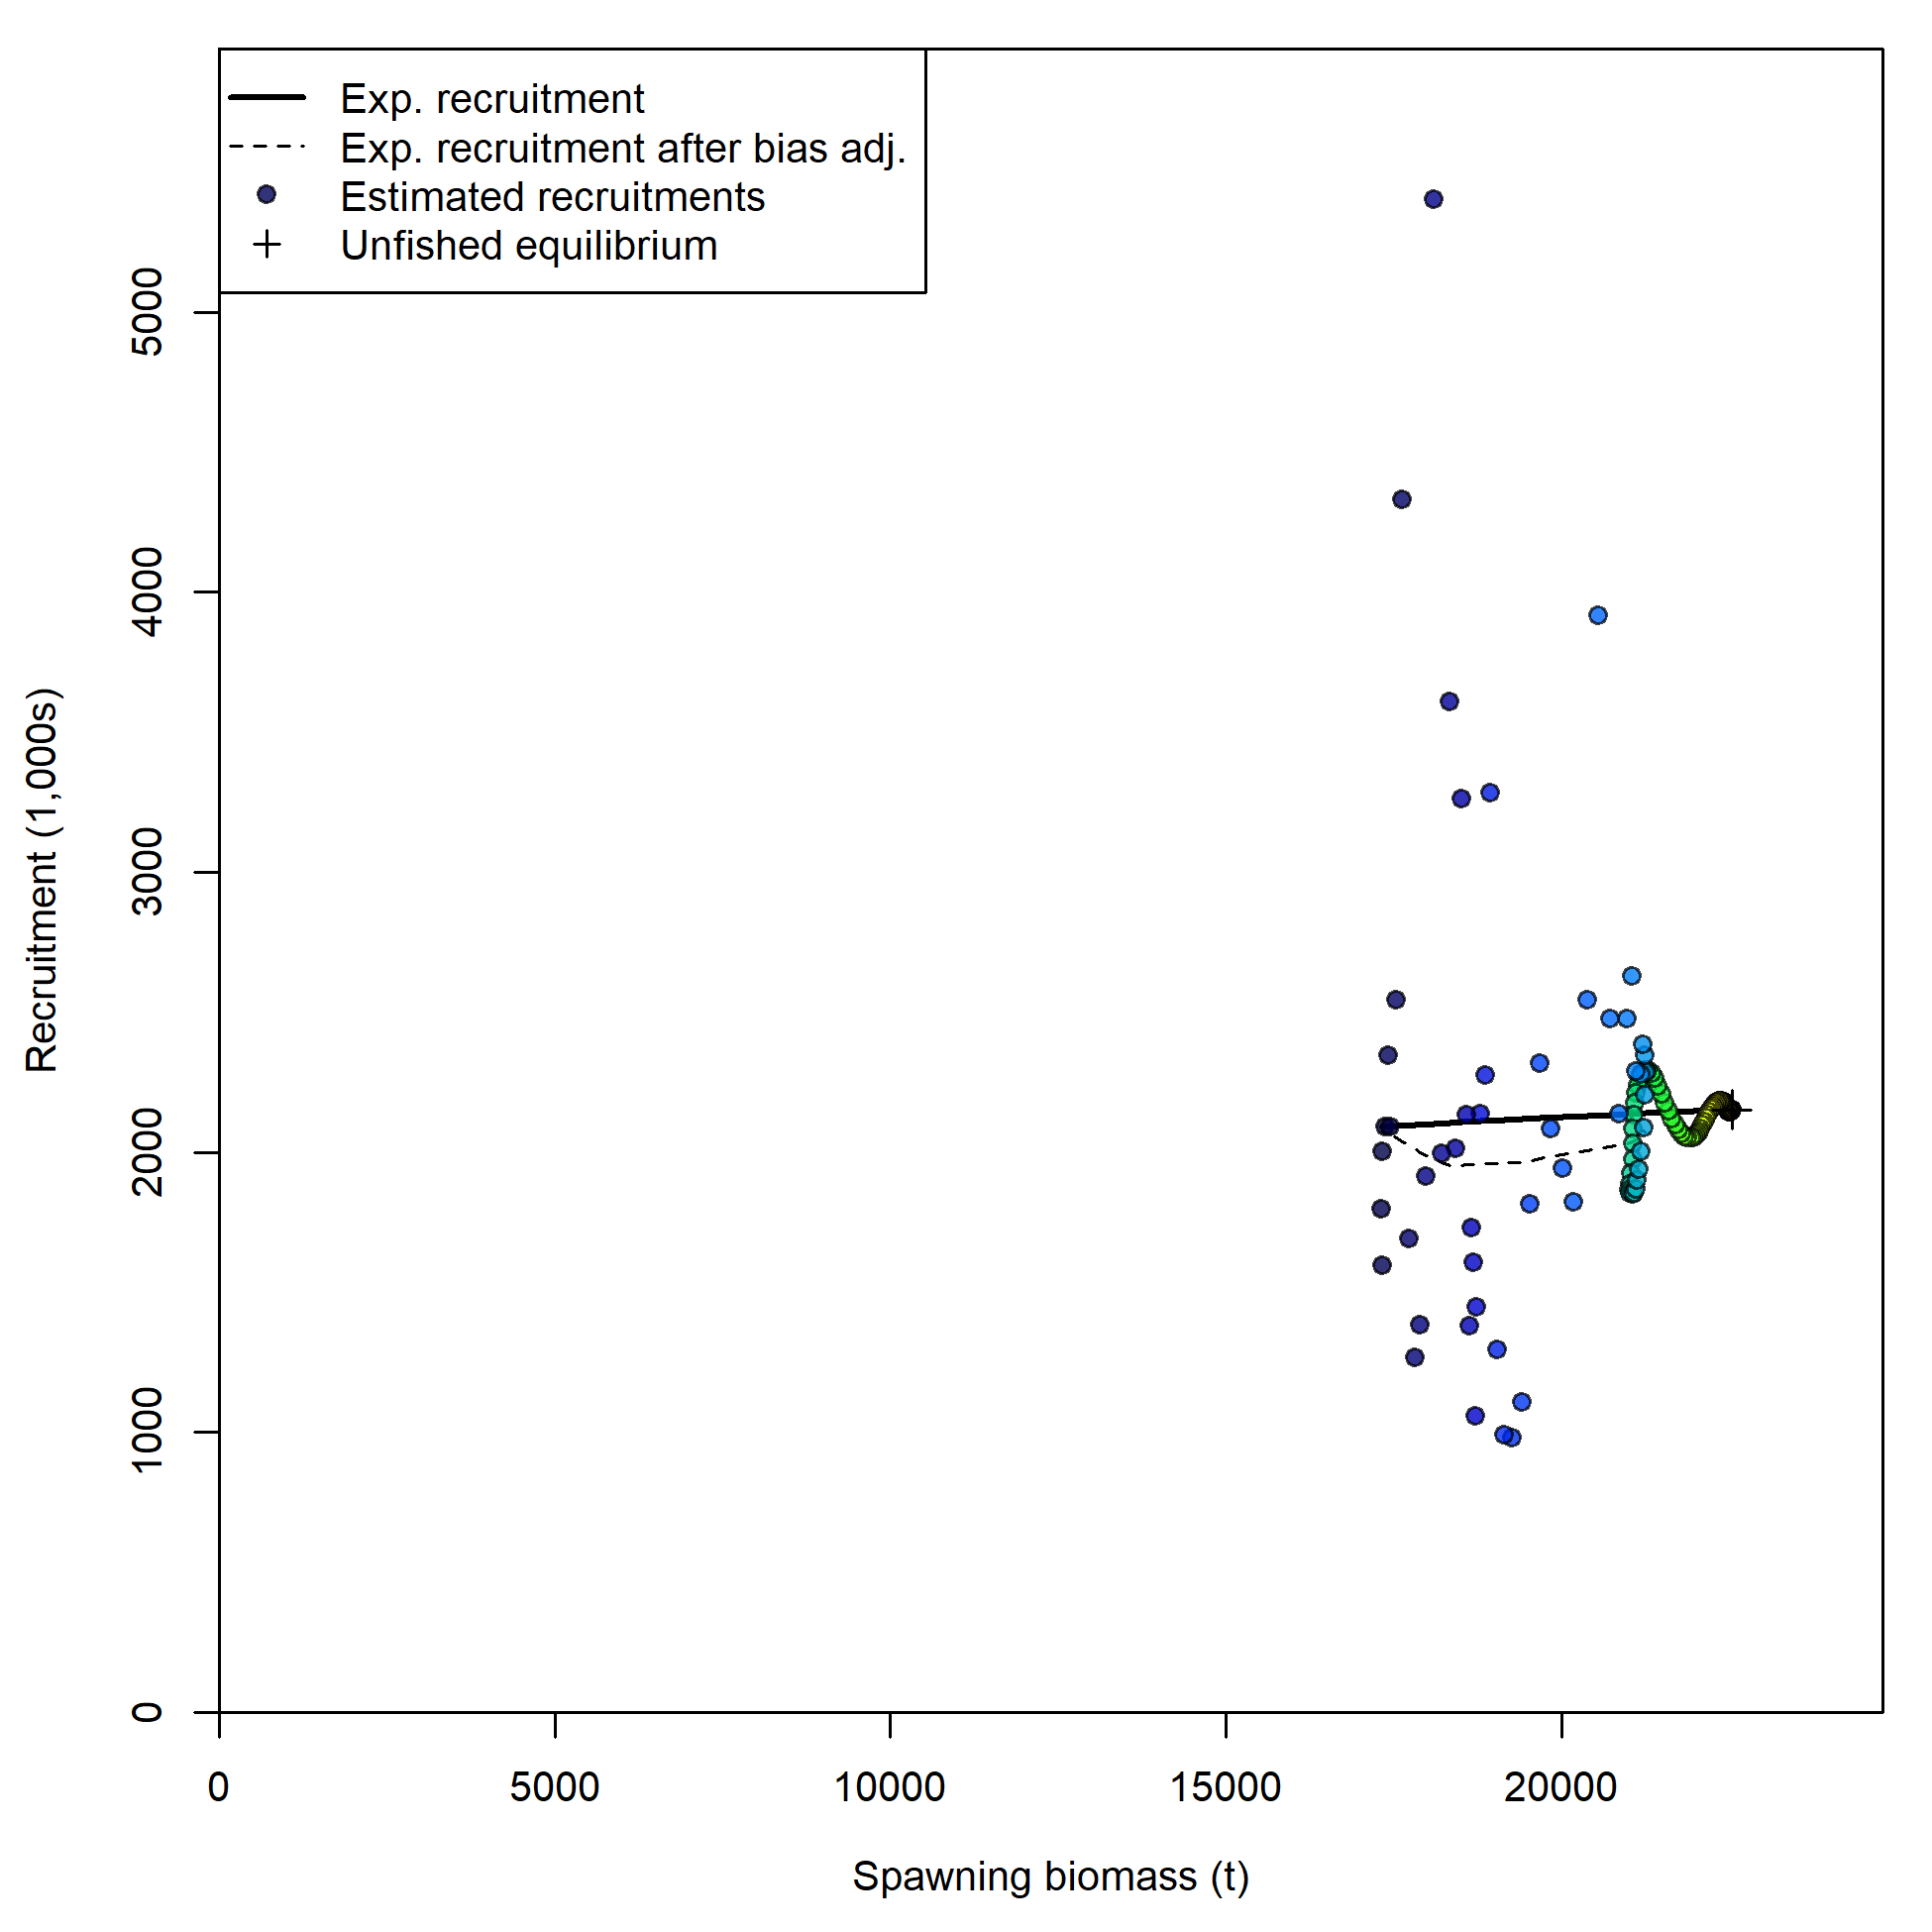 Exp. recruitment
Exp. recruitment after bias adj.
Estimated recruitments
Unfished equilibrium
Recruitment (1,000s)
5000
4000
3000
2000
1000
0
0 5000 10000 15000 20000
Spawning biomass (t)